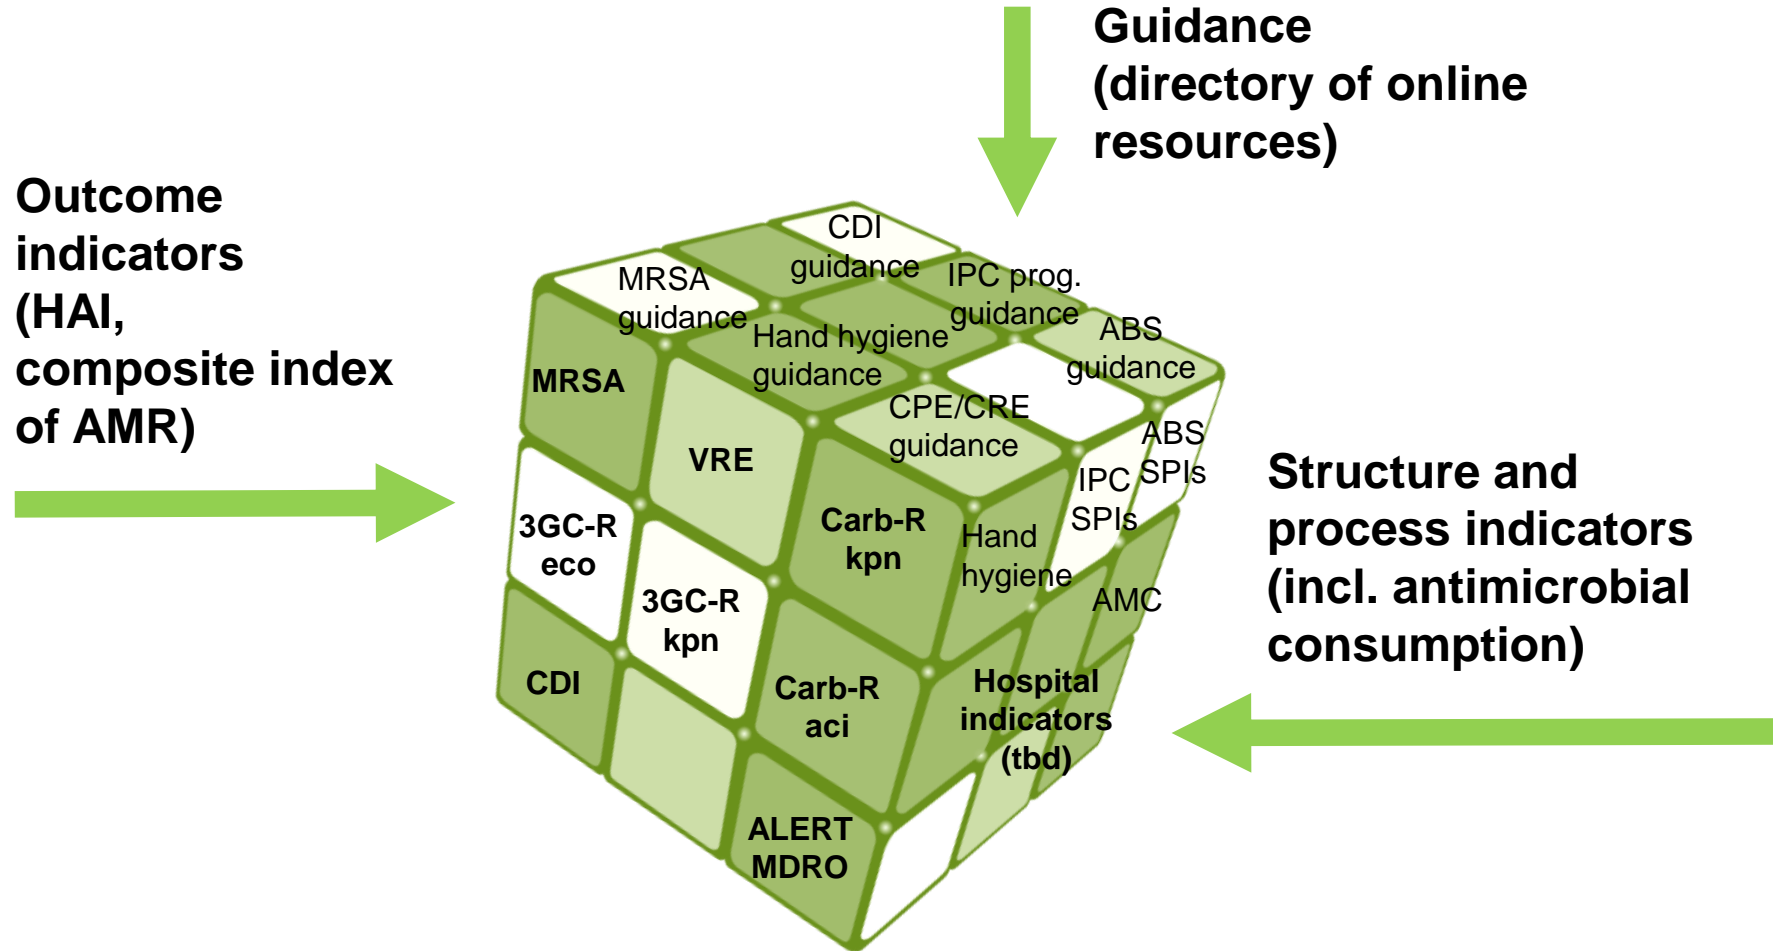 Guidance
(directory of online
resources)
Outcome
indicators
(HAI,
composite index
of AMR)
CDI
guidance
MRSA
guidance
IPC prog.
guidance
Hand hygiene
guidance
ABS
guidance
CPE/CRE
guidance
MRSA
VRE
Carb-R
kpn
3GC-R
eco
3GC-R
kpn
Carb-R
aci
CDI
ALERT
MDRO
ABS
SPIs
IPC
SPIs
Hand
hygiene
AMC
Hospital
indicators
(tbd)
Structure and
process indicators
(incl. antimicrobial
consumption)